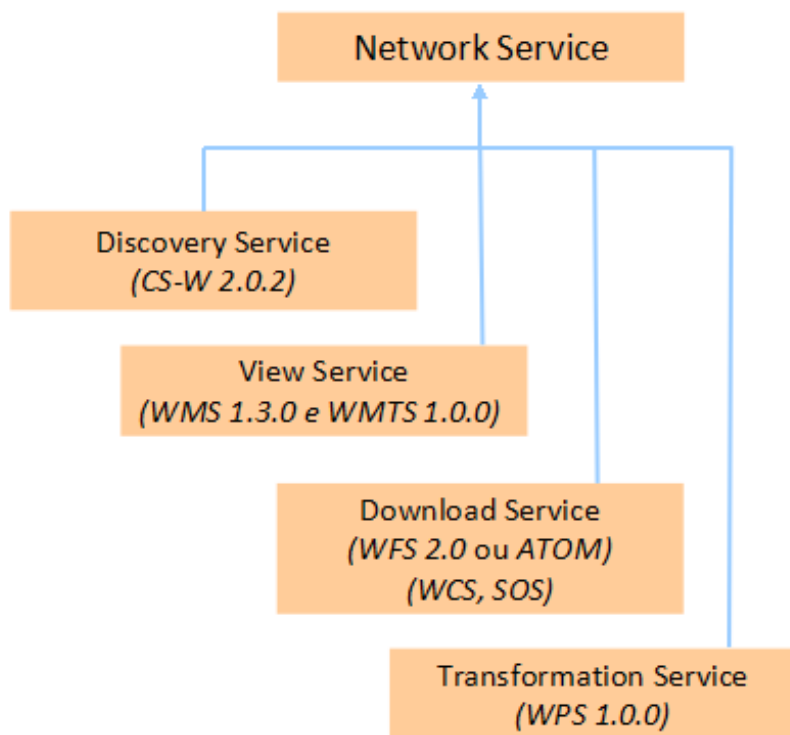 Network Service
Discovery Service
(CS-W 2.0.2)
View Service
(WMS 1.3.0 e WMTS 1.0.0)
Download Service
(WFS 2.0 ou ATOM)
(WCS, SOS)
Transformation Service
(WPS 1.0.0)